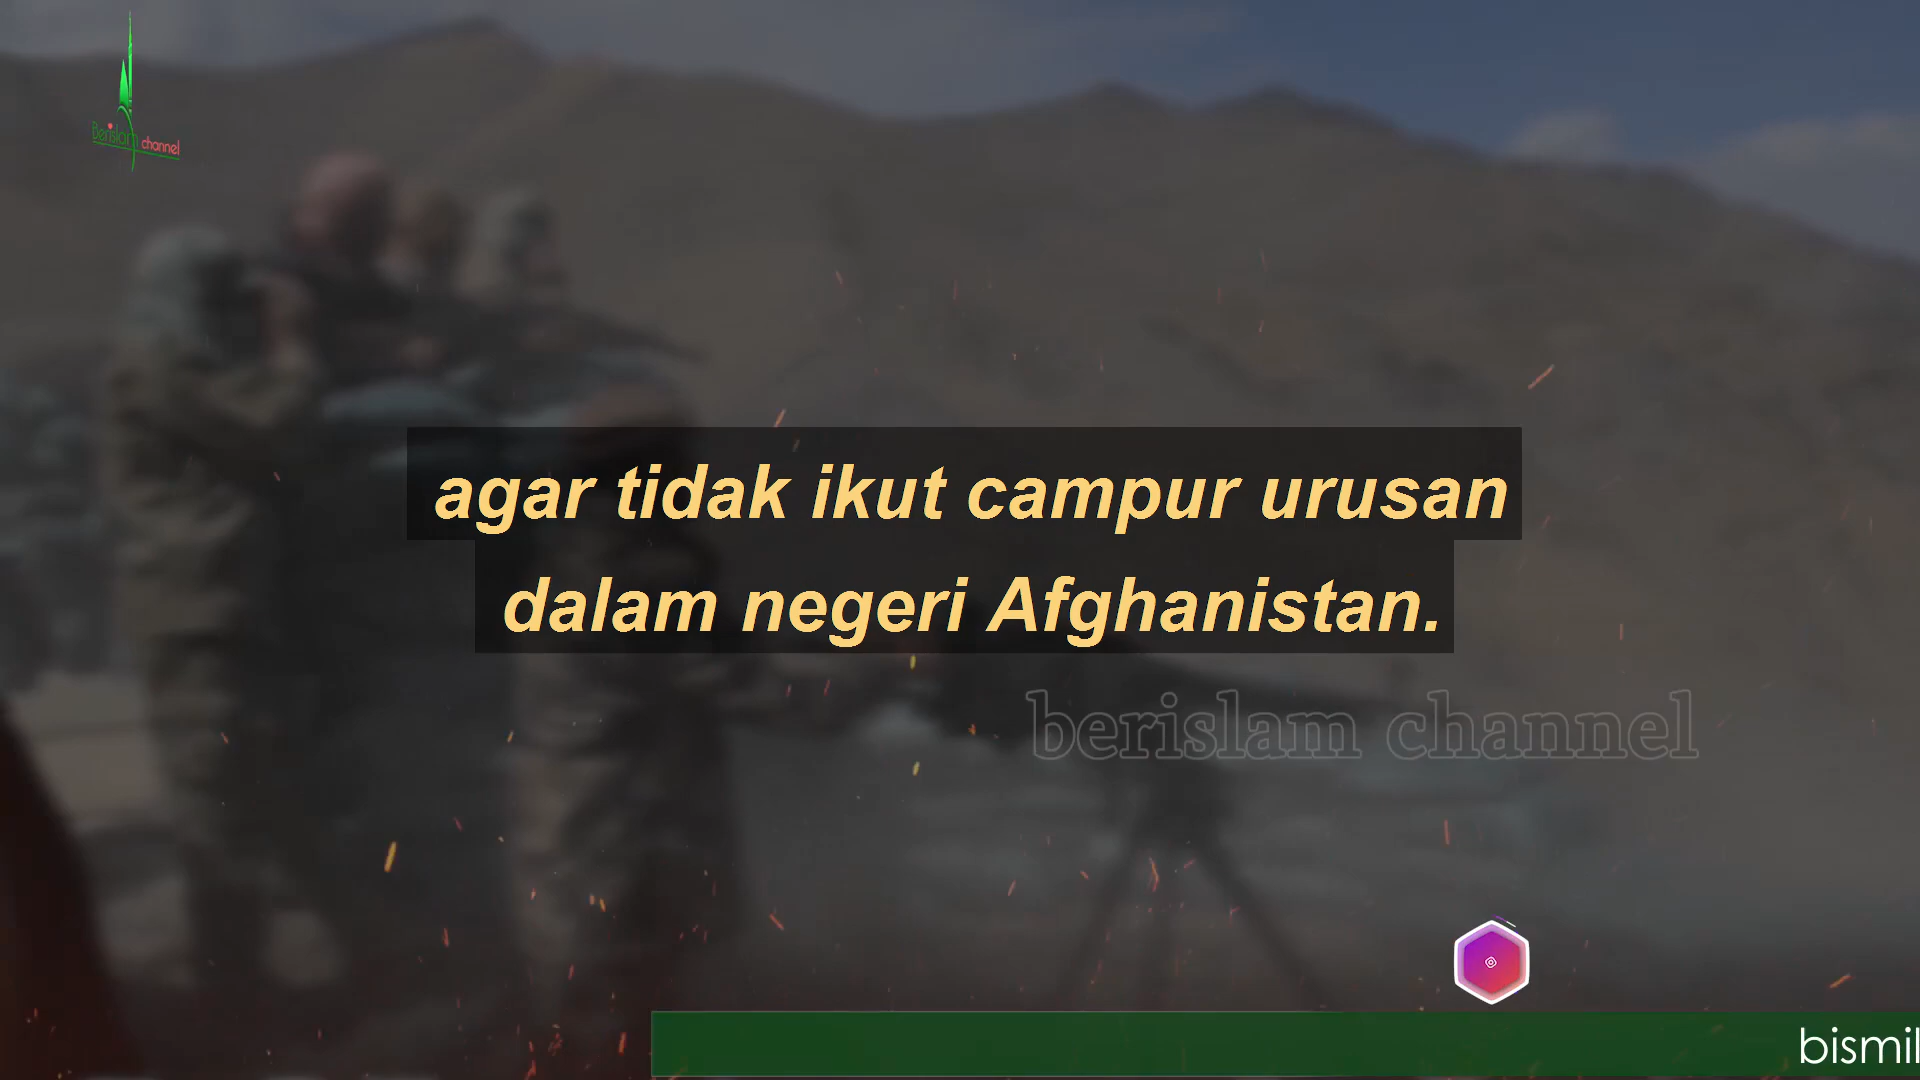 Berislam channel
agar tidak ikut campur urusan
dalam negeri Afghanistan.
berislam channel
bismil